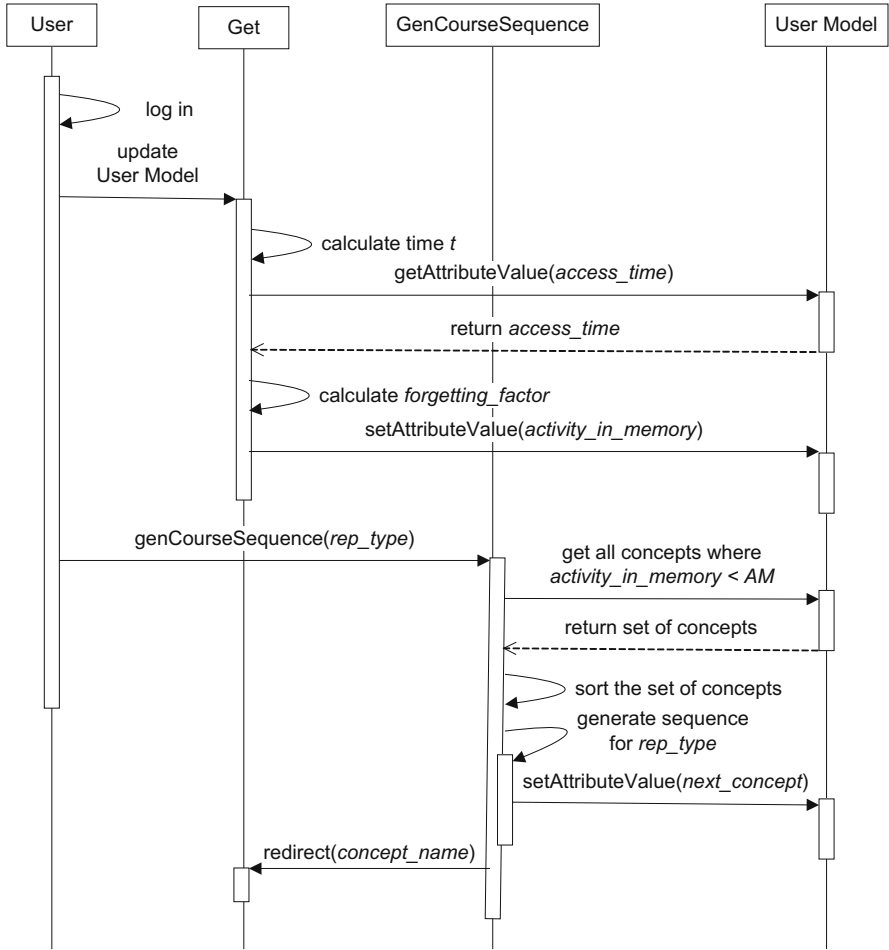 User
Get
GenCourseSequence
User Model
log in
update
User Model
calculate time t
getAttributeValue(access_time)
return access_time
calculate forgetting_factor
setAttributeValue(activity_in_memory)
genCourseSequence(rep_type)
get all concepts where
activity_in_memory < AM
return set of concepts
sort the set of concepts
generate sequence
for rep_type
setAttributeValue(next_concept)
redirect(concept_name)